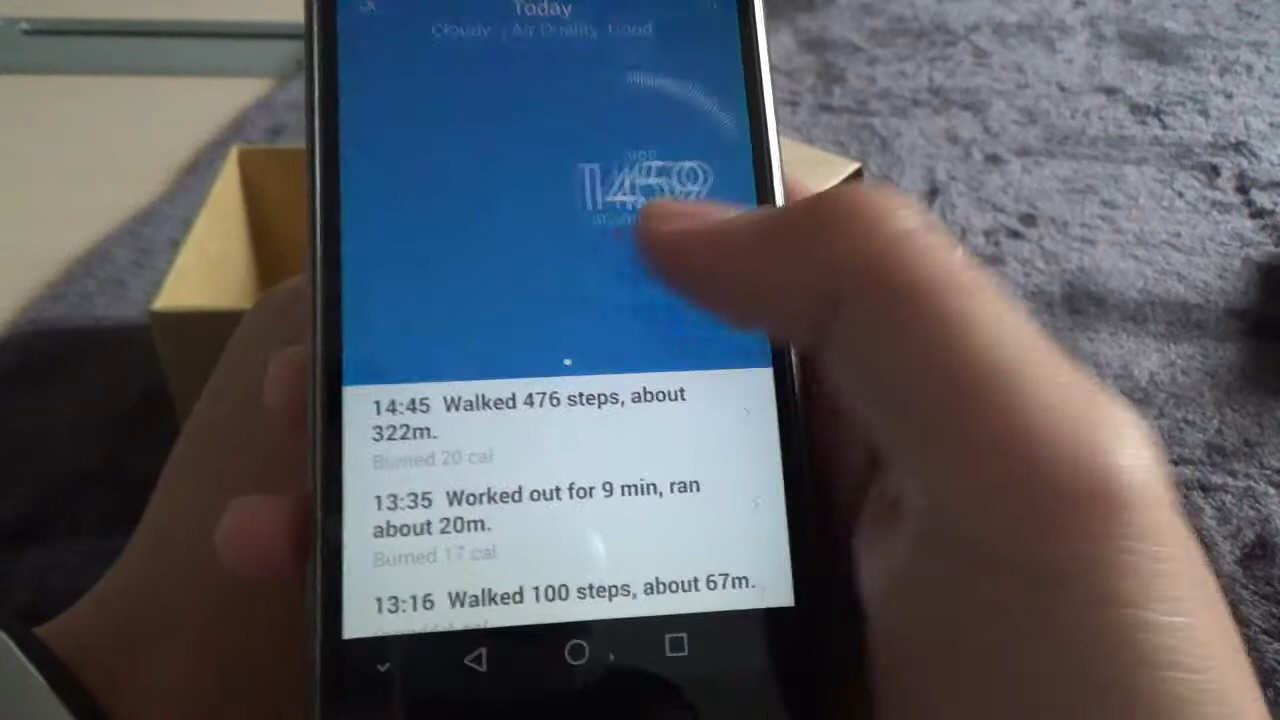 Today
Cloudy Air Quality Good
14:45 Walked 476 steps, about
322m.
Burned 20 cal
13:35 Worked out for 9 min, ran
about 20m.
Burned 17 cal
13:16 Walked 100 steps, about 67m.